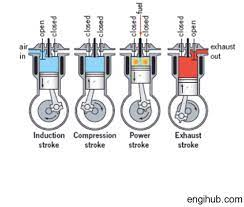 open closed closed closed closed fuel closed closed open
air in
exhaust out
Induction stroke
Compression stroke
Power stroke
Exhaust stroke
engihub.com